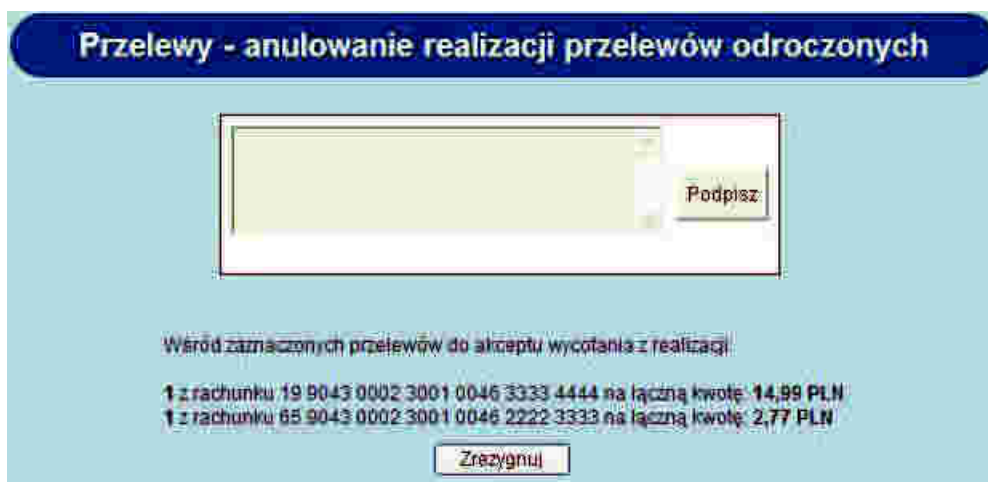 Przelewy - anulowanie realizacji przelewów odroczonych
Podpisz
Wśród zaznaczonych przelewów do akceptu wycofania z realizacji:
1 z rachunku 19 9043 0002 3001 0046 3333 4444 na łączną kwotę: 14,99 PLN
1 z rachunku 65 9043 0002 3001 0046 2222 3333 na łączną kwotę: 2,77 PLN
Zrezygnuj